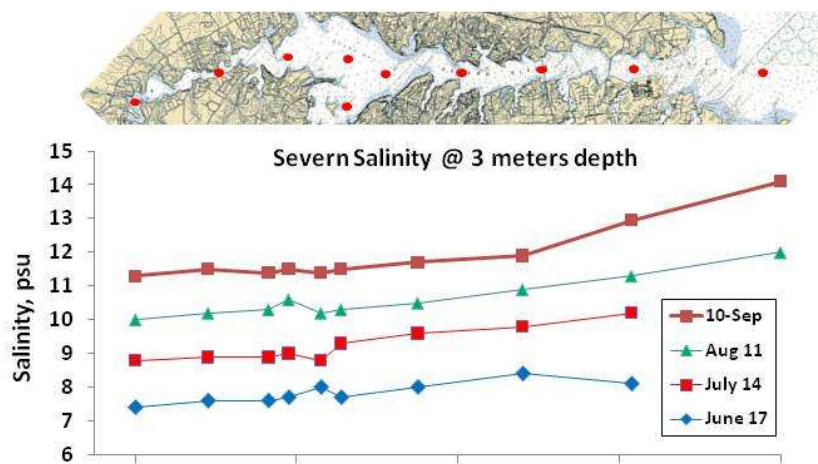 Severn Salinity @ 3 meters depth
15
14
13
12
11
10
9
8
7
6
Salinity, psu
10-Sep
Aug 11
July 14
June 17